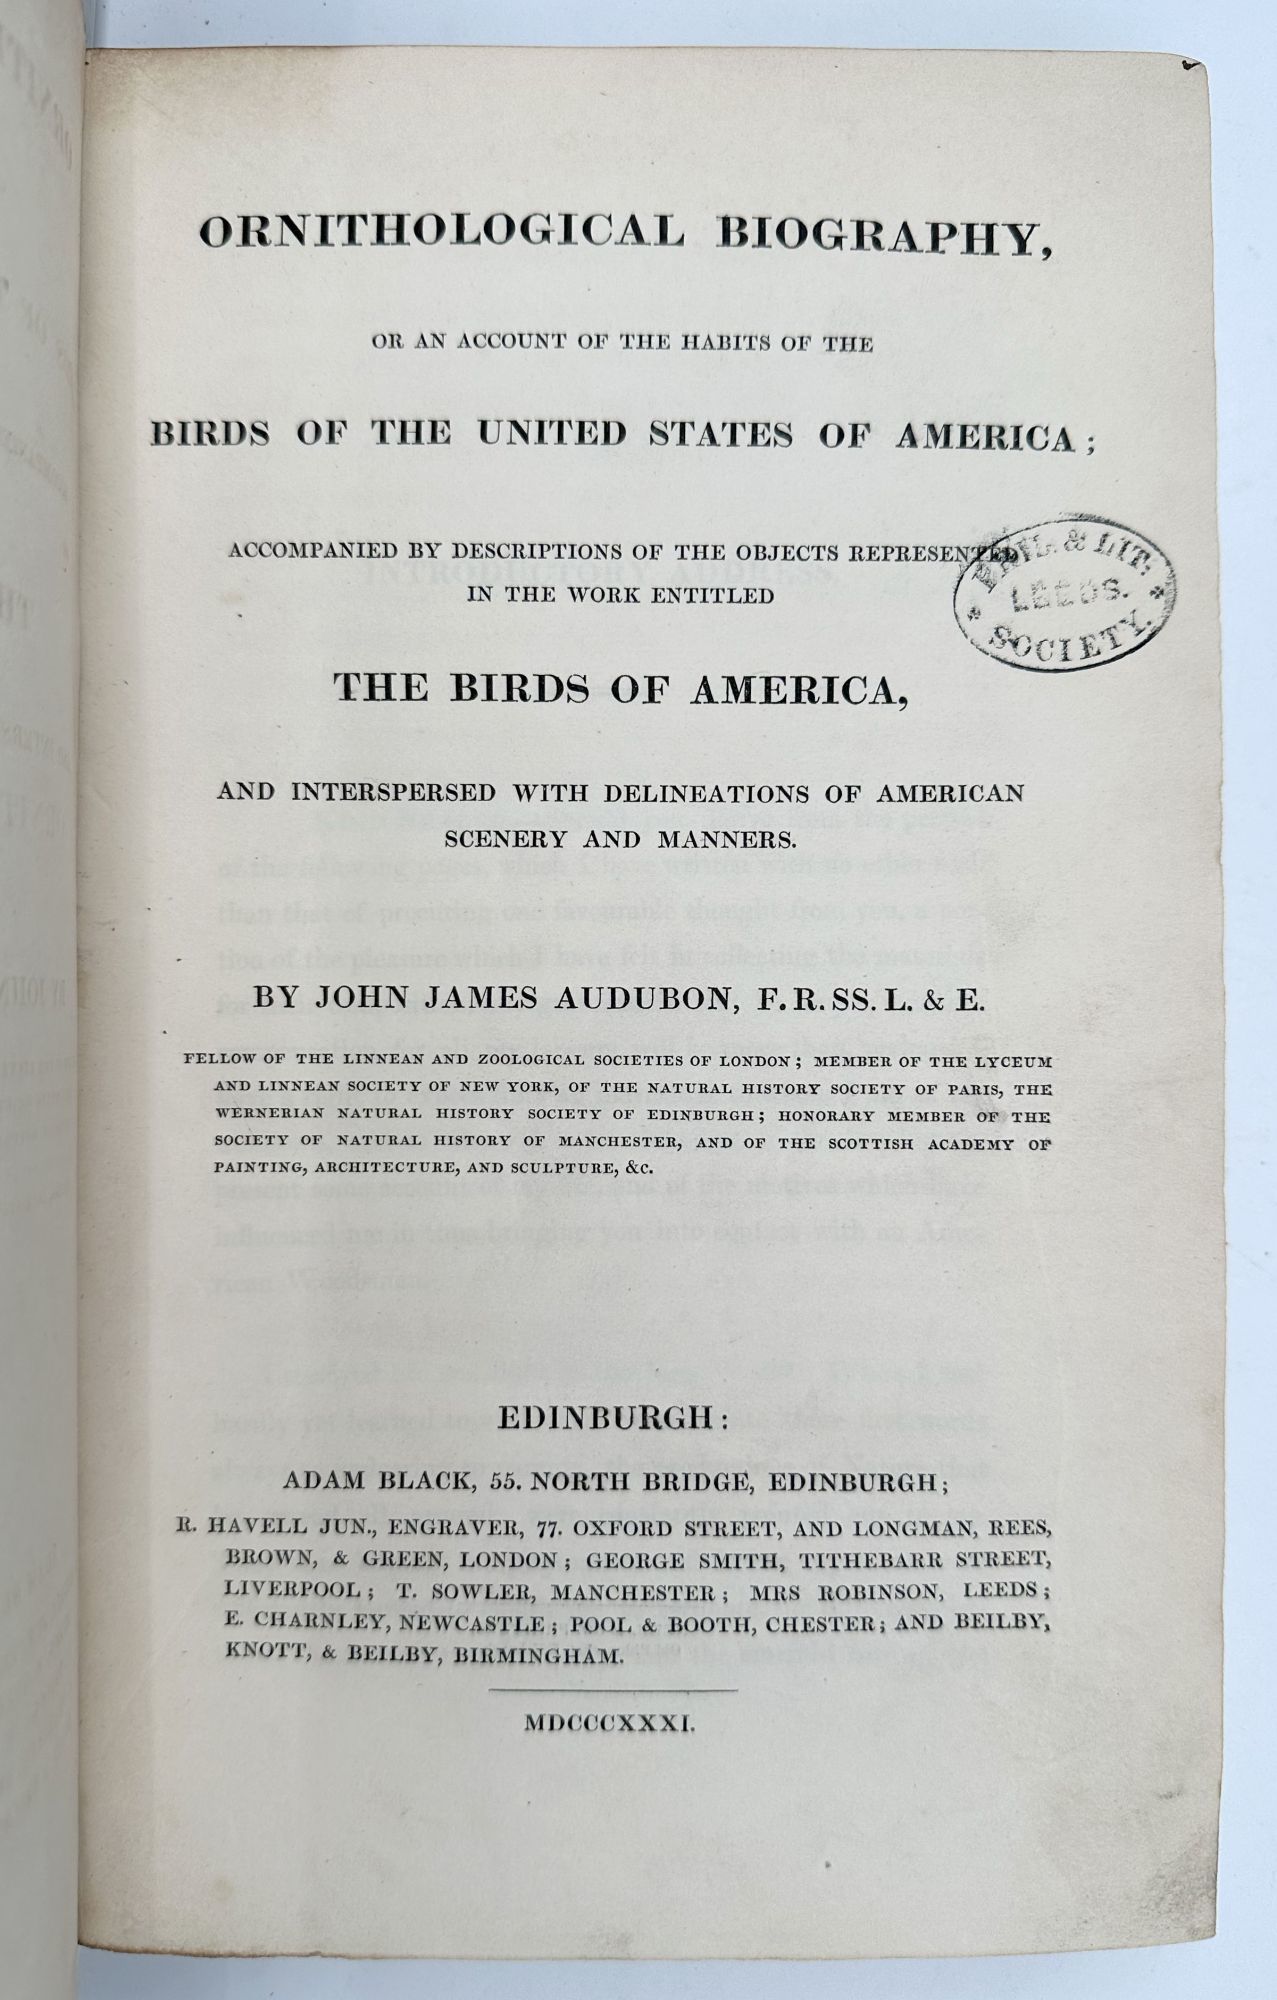 ORNITHOLOGICAL BIOGRAPHY,
OR AN ACCOUNT OF THE HABITS OF THE
BIRDS OF THE UNITED STATES OF AMERICA;
ACCOMPANIED BY DESCRIPTIONS OF THE OBJECTS REPRESENTED
IN THE WORK ENTITLED
PHIL. & LIT:
LEEDS.
SOCIETY.
THE BIRDS OF AMERICA,
AND INTERSPERSED WITH DELINEATIONS OF AMERICAN
SCENERY AND MANNERS.
BY JOHN JAMES AUDUBON, F.R.SS.L. & E.
FELLOW OF THE LINNEAN AND ZOOLOGICAL SOCIETIES OF LONDON; MEMBER OF THE LYCEUM
AND LINNEAN SOCIETY OF NEW YORK, OF THE NATURAL HISTORY SOCIETY OF PARIS, THE
WERNERIAN NATURAL HISTORY SOCIETY OF EDINBURGH; HONORARY MEMBER OF THE
SOCIETY OF NATURAL HISTORY OF MANCHESTER, AND OF THE SCOTTISH ACADEMY OF
PAINTING, ARCHITECTURE, AND SCULPTURE, &C.
EDINBURGH:
ADAM BLACK, 55. NORTH BRIDGE, EDINBURGH;
R. HAVELL JUN., ENGRAVER, 77. OXFORD STREET, AND LONGMAN, REES,
BROWN, & GREEN, LONDON; GEORGE SMITH, TITHEBARR STREET,
LIVERPOOL; T. SOWLER, MANCHESTER; MRS ROBINSON, LEEDS;
E. CHARNLEY, NEWCASTLE; POOL & BOOTH, CHESTER; AND BEILBY,
KNOTT, & BEILBY, BIRMINGHAM.
MDCCCXXXI.